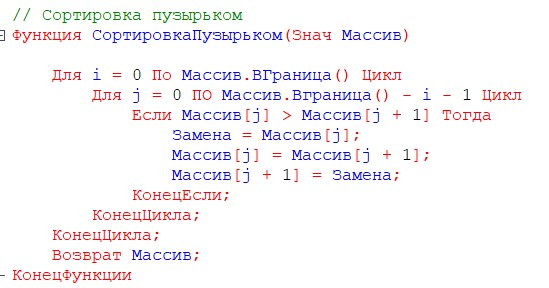 // Сортировка пузырьком
Функция СортировкаПузырьком(Знач Массив)
Для i = 0 По Массив.ВГраница() Цикл
Для j = 0 ПО Массив.Вграница() - i - 1 Цикл
Если Массив[j] > Массив[j + 1] Тогда
Замена = Массив[j];
Массив[j] = Массив[j + 1];
Массив[j + 1] = Замена;
КонецЕсли;
КонецЦикла;
КонецЦикла;
Возврат Массив;
КонецФункции